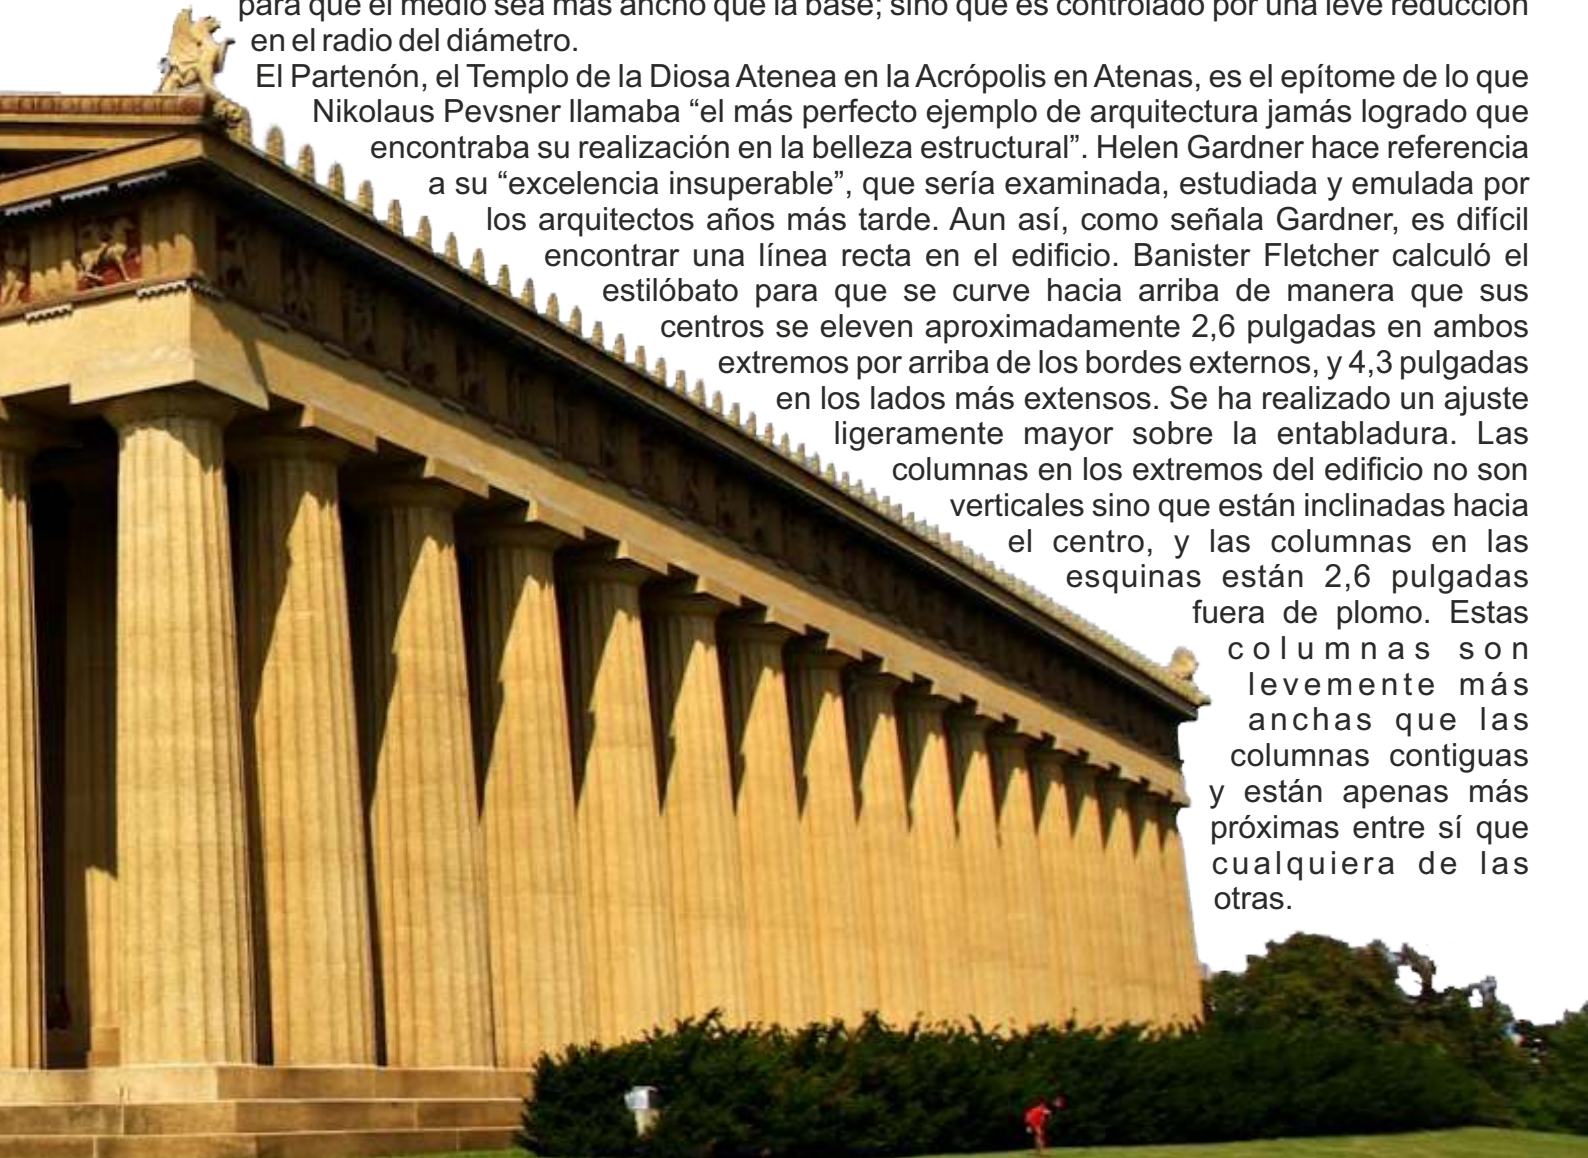 para que el medio sea más ancho que la base; sino que es controlado por una leve reducción
en el radio del diámetro.
El Partenón, el Templo de la Diosa Atenea en la Acrópolis en Atenas, es el epítome de lo que
Nikolaus Pevsner llamaba “el más perfecto ejemplo de arquitectura jamás logrado que
encontraba su realización en la belleza estructural”. Helen Gardner hace referencia
a su “excelencia insuperable”, que sería examinada, estudiada y emulada por
los arquitectos años más tarde. Aun así, como señala Gardner, es difícil
encontrar una línea recta en el edificio. Banister Fletcher calculó el
estilóbato para que se curve hacia arriba de manera que sus
centros se eleven aproximadamente 2,6 pulgadas en ambos
extremos por arriba de los bordes externos, y 4,3 pulgadas
en los lados más extensos. Se ha realizado un ajuste
ligeramente mayor sobre la entabladura. Las
columnas en los extremos del edificio no son
verticales sino que están inclinadas hacia
el centro, y las columnas en las
esquinas están 2,6 pulgadas
fuera de plomo. Estas
columnas son
levemente más
anchas que las
columnas contiguas
y están apenas más
próximas entre sí que
cualquiera de las
otras.